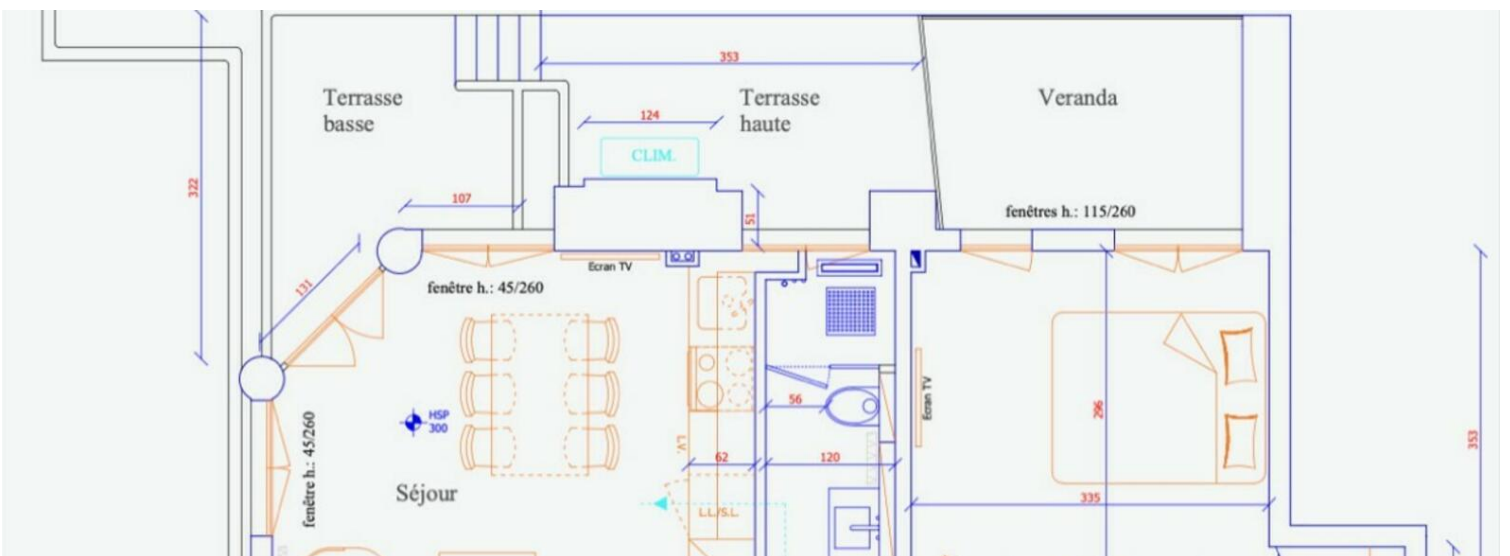 353
Terrasse
basse
Terrasse
haute
Veranda
124
CLIM.
322
107
51
fenêtres h.: 115/260
Ecran TV
fenêtre h.: 45/260
131
Ecran TV
56
296
HSP
300
fenêtre h.: 45/260
L.V.
62
120
353
Séjour
335
L.L./S.L.